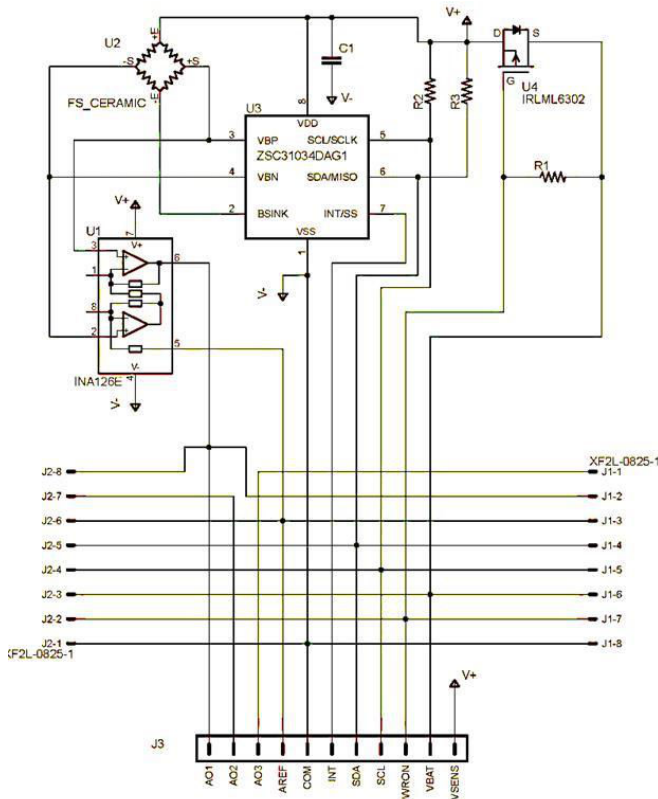 V+
U2
+E
-S
+S
-E
FS_CERAMIC
C1
V-
D
S
G
U4
IRLML6302
R2
R3
R1
U3
8
VDD
3
VBP
SCL/SCLK
5
ZSC31034DAG1
4
VBN
SDA/MISO
6
2
BSINK
INT/SS
7
VSS
1
V-
V+
U1
7
V+
3
6
1
8
2
5
V-
INA126E
4
V-
XF2L-0825-1
J2-8
J1-1
J2-7
J1-2
J2-6
J1-3
J2-5
J1-4
J2-4
J1-5
J2-3
J1-6
J2-2
J1-7
J2-1
J1-8
XF2L-0825-1
V+
J3
AO1
AO2
AO3
AREF
COM
INT
SDA
SCL
WRON
VBAT
VSENS